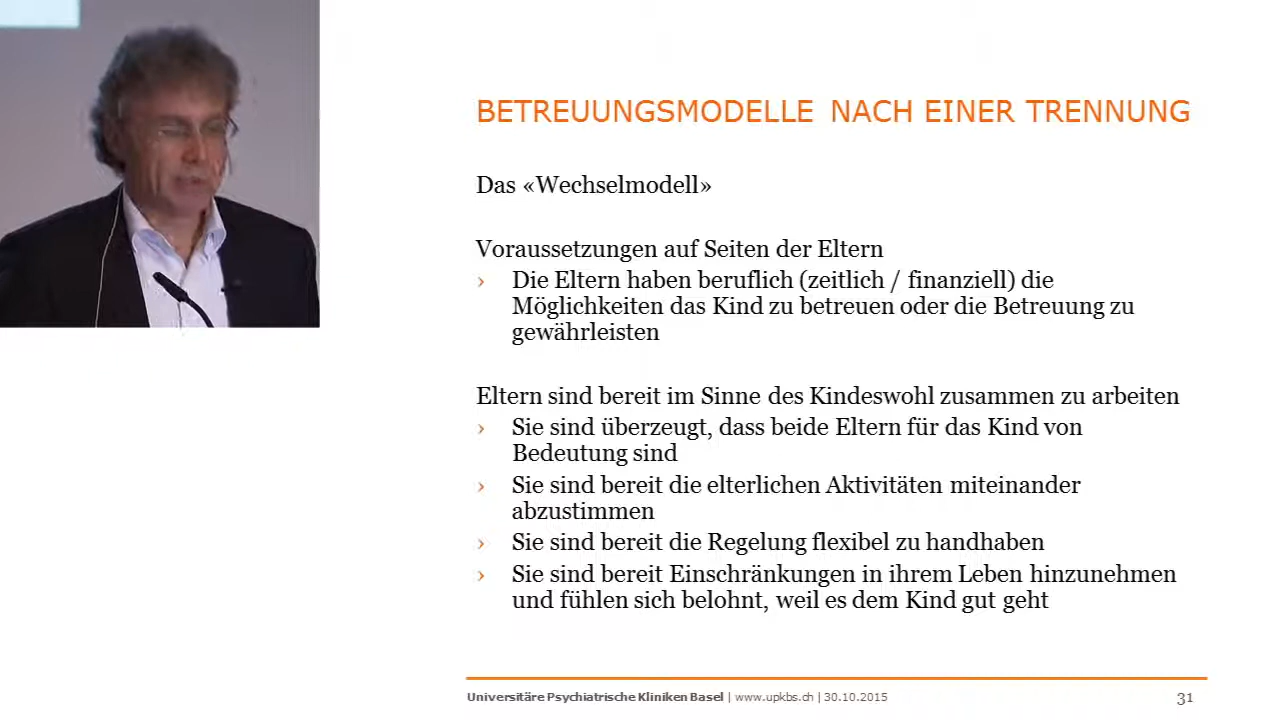 BETREUUNGSMODELLE NACH EINER TRENNUNG
Das «Wechselmodell»
Voraussetzungen auf Seiten der Eltern
› Die Eltern haben beruflich (zeitlich / finanziell) die
Möglichkeiten das Kind zu betreuen oder die Betreuung zu
gewährleisten
Eltern sind bereit im Sinne des Kindeswohl zusammen zu arbeiten
› Sie sind überzeugt, dass beide Eltern für das Kind von
Bedeutung sind
› Sie sind bereit die elterlichen Aktivitäten miteinander
abzustimmen
› Sie sind bereit die Regelung flexibel zu handhaben
› Sie sind bereit Einschränkungen in ihrem Leben hinzunehmen
und fühlen sich belohnt, weil es dem Kind gut geht
Universitäre Psychiatrische Kliniken Basel | www.upkbs.ch | 30.10.2015 31